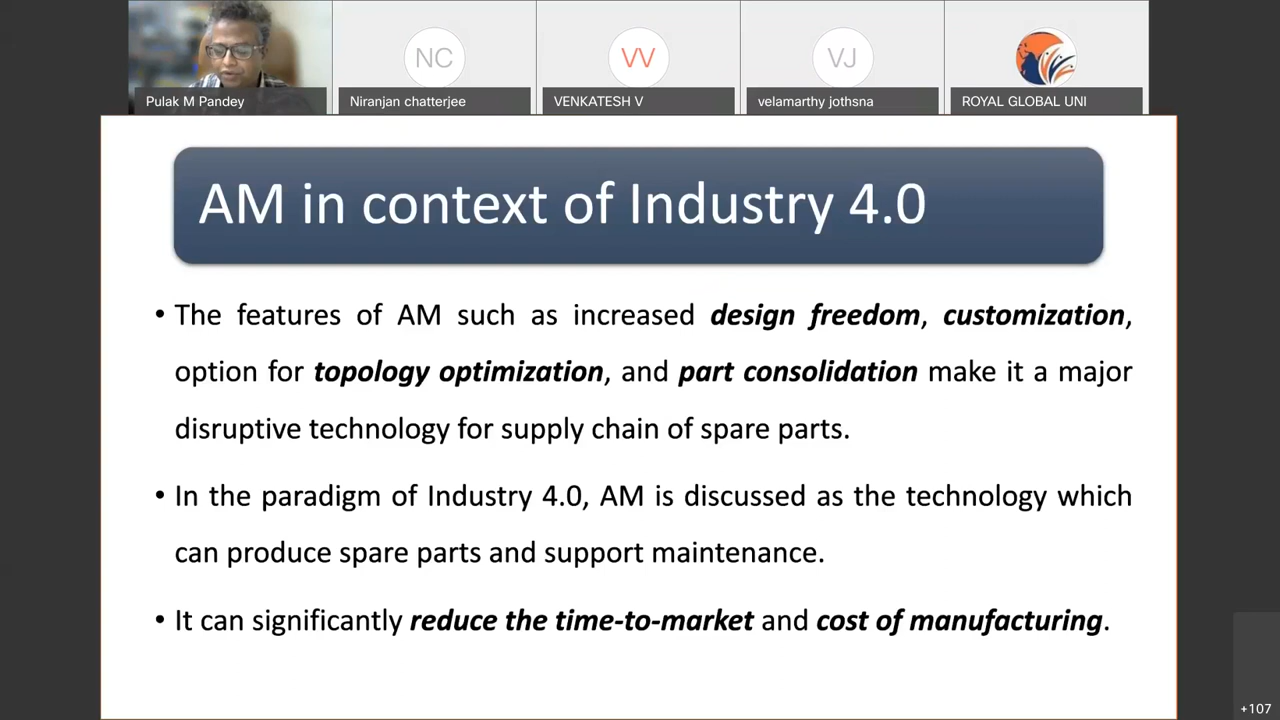 NC
VV
VJ
Pulak M Pandey
Niranjan chatterjee
VENKATESH V
velamarthy jothsna
ROYAL GLOBAL UNI
AM in context of Industry 4.0
• The features of AM such as increased design freedom, customization,
option for topology optimization, and part consolidation make it a major
disruptive technology for supply chain of spare parts.
• In the paradigm of Industry 4.0, AM is discussed as the technology which
can produce spare parts and support maintenance.
• It can significantly reduce the time-to-market and cost of manufacturing.
+107